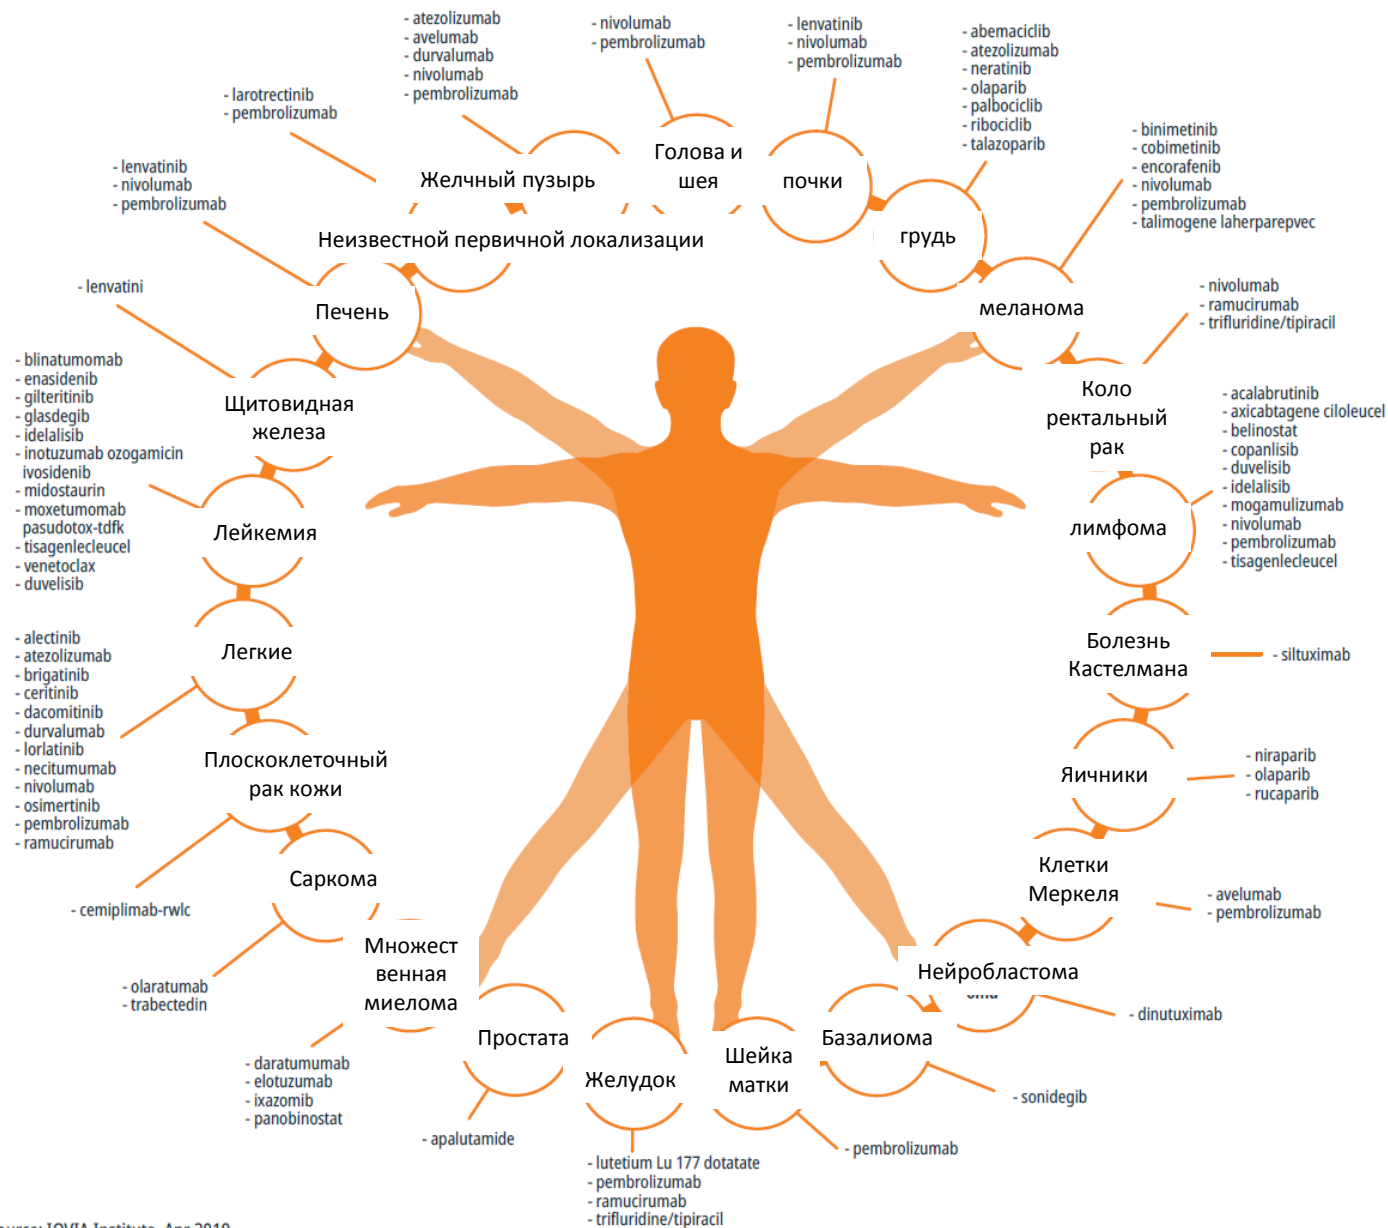 - atezolizumab
- avelumab
- durvalumab
- nivolumab
- pembrolizumab
- nivolumab
- pembrolizumab
- lenvatinib
- nivolumab
- pembrolizumab
- abemaciclib
- atezolizumab
- neratinib
- olaparib
- palbociclib
- ribociclib
- talazoparib
- larotrectinib
- pembrolizumab
- binimetinib
- cobimetinib
- encorafenib
- nivolumab
- pembrolizumab
- talimogene laherparepvec
- lenvatinib
- nivolumab
- pembrolizumab
Желчный пузырь
Голова и
шея
почки
грудь
Неизвестной первичной локализации
Печень
меланома
- lenvatini
- nivolumab
- ramucirumab
- trifluridine/tipiracil
Щитовидная
железа
Коло
ректальный
рак
- blinatumomab
- enasidenib
- gilteritinib
- glasdegib
- idelalisib
- inotuzumab ozogamicin
ivosidenib
- midostaurin
- moxetumomab
pasudotox-tdfk
- tisagenlecleucel
- venetoclax
- duvelisib
Лейкемия
лимфома
- acalabrutinib
- axicabtagene ciloleucel
- belinostat
- copanlisib
- duvelisib
- idelalisib
- mogamulizumab
- nivolumab
- pembrolizumab
- tisagenlecleucel
Легкие
Болезнь
Кастелмана
- siltuximab
- alectinib
- atezolizumab
- brigatinib
- ceritinib
- dacomitinib
- durvalumab
- lorlatinib
- necitumumab
- nivolumab
- osimertinib
- pembrolizumab
- ramucirumab
Плоскоклеточный
рак кожи
Яичники
- niraparib
- olaparib
- rucaparib
- cemiplimab-rwlc
Саркома
Клетки
Меркеля
- avelumab
- pembrolizumab
- olaratumab
- trabectedin
Множест
венная
миелома
Нейробластома
- dinutuximab
- daratumumab
- elotuzumab
- ixazomib
- panobinostat
Простата
Желудок
Шейка
матки
Базалиома
- sonidegib
- apalutamide
- pembrolizumab
- lutetium Lu 177 dotatate
- pembrolizumab
- ramucirumab
- trifluridine/tipiracil